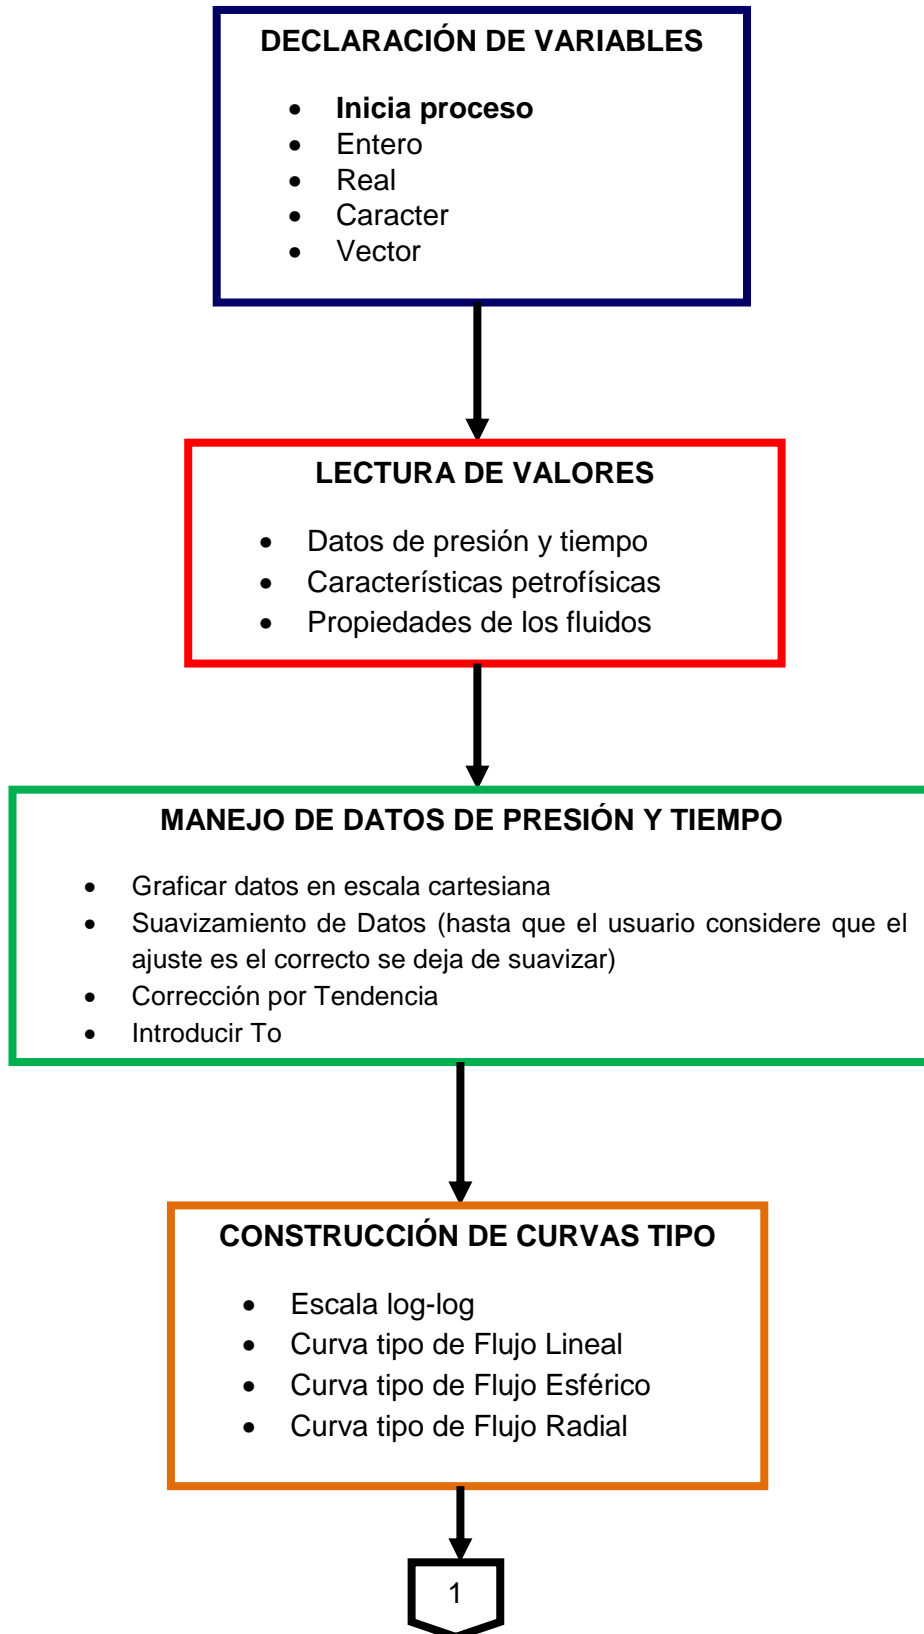 DECLARACIÓN DE VARIABLES
• Inicia proceso
• Entero
• Real
• Caracter
• Vector
LECTURA DE VALORES
• Datos de presión y tiempo
• Características petrofísicas
• Propiedades de los fluidos
MANEJO DE DATOS DE PRESIÓN Y TIEMPO
• Graficar datos en escala cartesiana
• Suavizamiento de Datos (hasta que el usuario considere que el
ajuste es el correcto se deja de suavizar)
• Corrección por Tendencia
• Introducir To
CONSTRUCCIÓN DE CURVAS TIPO
• Escala log-log
• Curva tipo de Flujo Lineal
• Curva tipo de Flujo Esférico
• Curva tipo de Flujo Radial
1